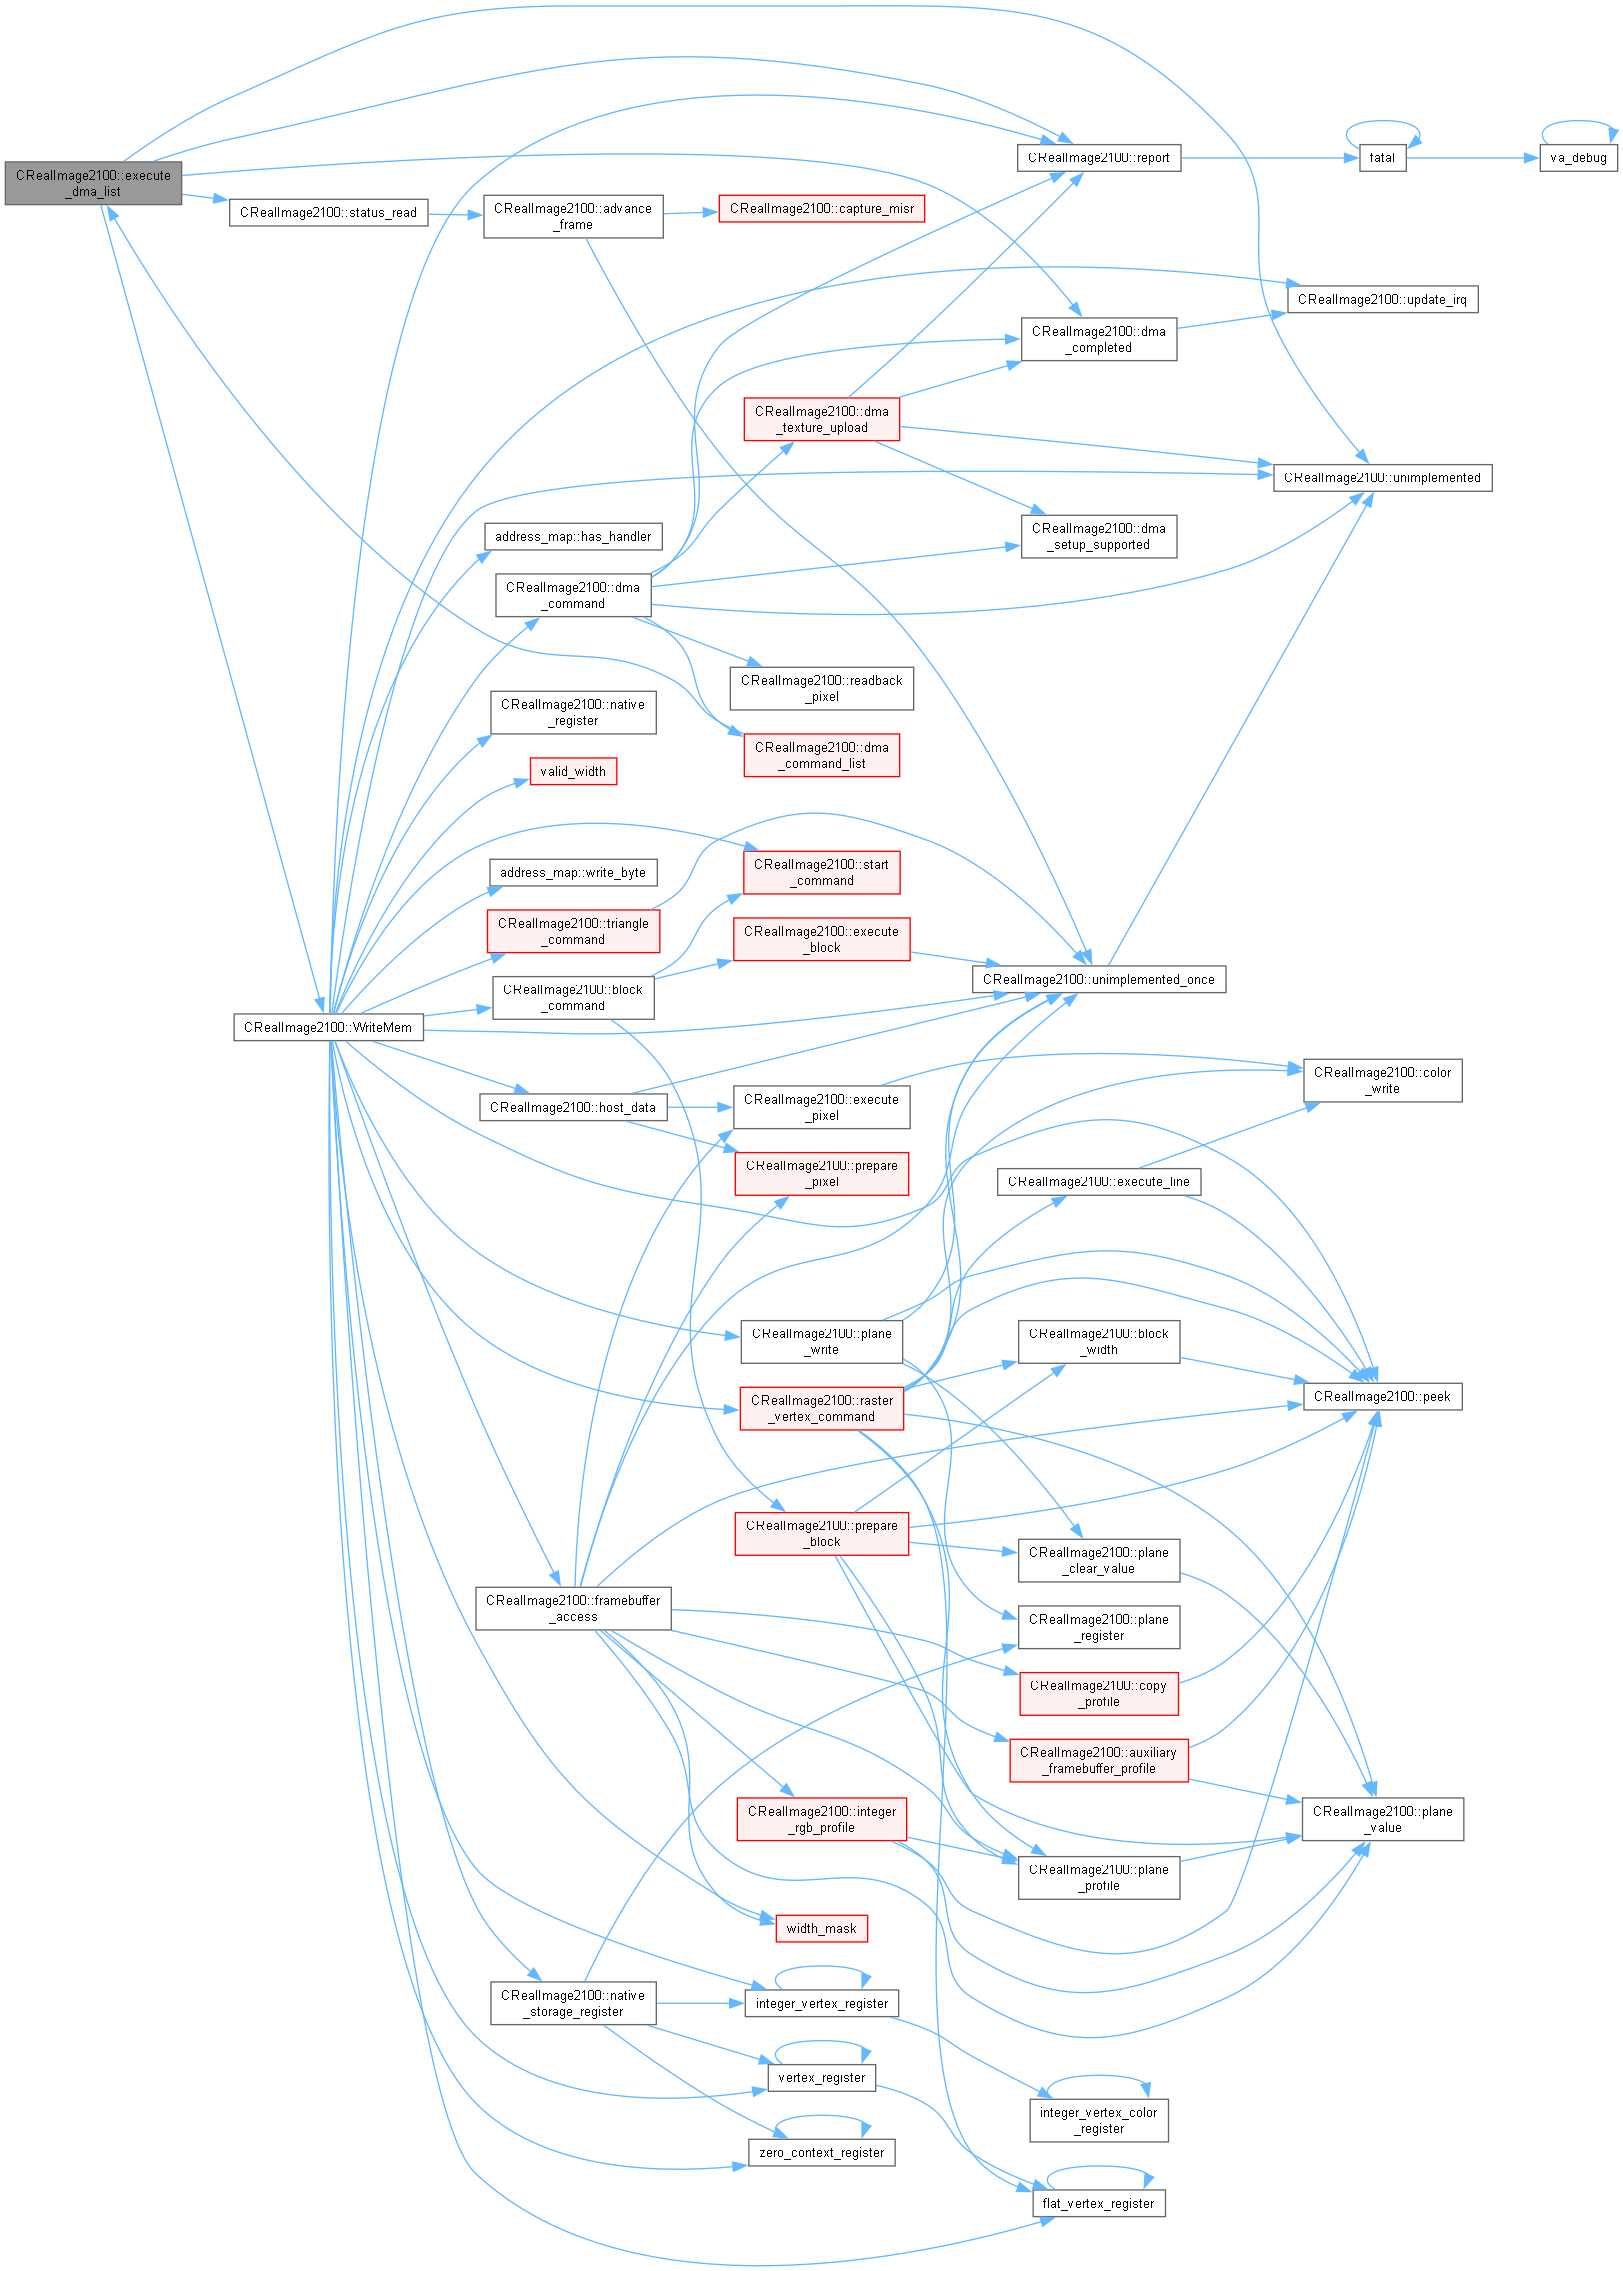 CRealImage2100::execute
_dma_list
CRealImage2100::status_read
CRealImage2100::advance
_frame
CRealImage2100::capture_misr
CRealImage2100::report
fatal
va_debug
CRealImage2100::update_irq
CRealImage2100::dma
_completed
CRealImage2100::dma
_texture_upload
CRealImage2100::unimplemented
CRealImage2100::dma
_setup_supported
address_map::has_handler
CRealImage2100::dma
_command
CRealImage2100::readback
_pixel
CRealImage2100::native
_register
CRealImage2100::dma
_command_list
valid_width
CRealImage2100::start
_command
address_map::write_byte
CRealImage2100::triangle
_command
CRealImage2100::execute
_block
CRealImage2100::unimplemented_once
CRealImage2100::block
_command
CRealImage2100::WriteMem
CRealImage2100::color
_write
CRealImage2100::host_data
CRealImage2100::execute
_pixel
CRealImage2100::prepare
_pixel
CRealImage2100::execute_line
CRealImage2100::plane
_write
CRealImage2100::block
_width
CRealImage2100::raster
_vertex_command
CRealImage2100::peek
CRealImage2100::prepare
_block
CRealImage2100::plane
_clear_value
CRealImage2100::framebuffer
_access
CRealImage2100::plane
_register
CRealImage2100::copy
_profile
CRealImage2100::auxiliary
_framebuffer_profile
CRealImage2100::integer
_rgb_profile
CRealImage2100::plane
_value
CRealImage2100::plane
_profile
width_mask
CRealImage2100::native
_storage_register
integer_vertex_register
vertex_register
integer_vertex_color
_register
zero_context_register
flat_vertex_register